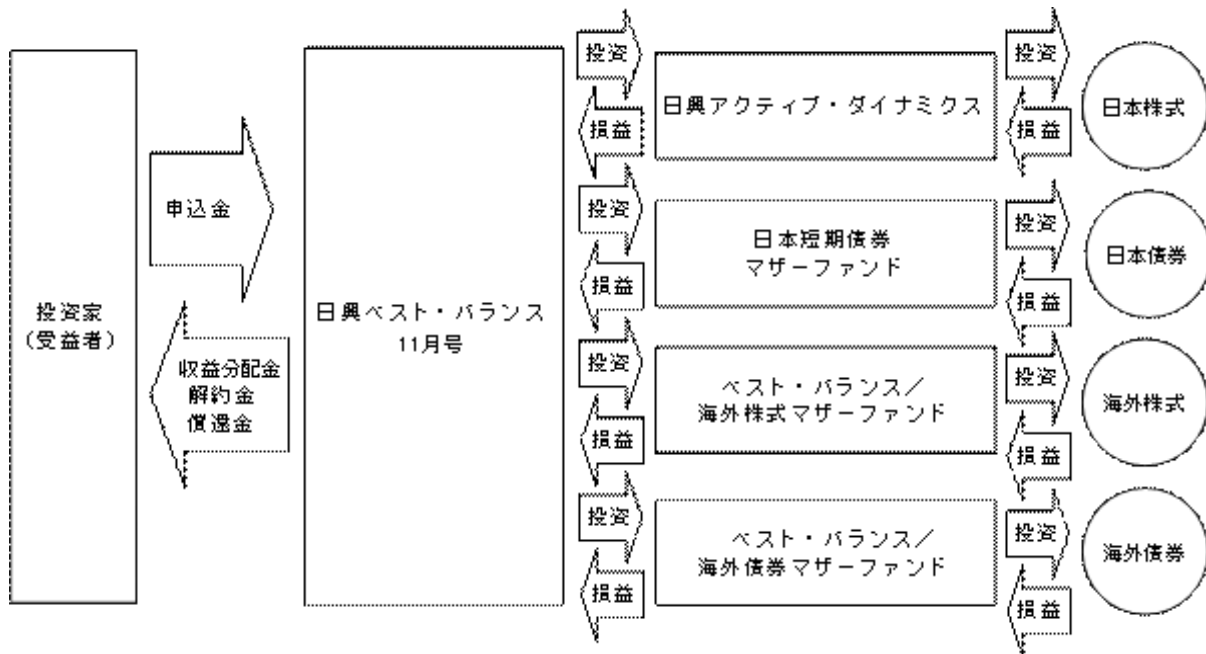 投資家
（受益者）
申込金
収益分配金
解約金
償還金
日興ベスト・バランス
11月号
投資
損益
投資
損益
投資
損益
投資
損益
日興アクティブ・ダイナミクス
日本短期債券
マザーファンド
ベスト・バランス／
海外株式マザーファンド
ベスト・バランス／
海外債券マザーファンド
投資
損益
投資
損益
投資
損益
投資
損益
日本株式
日本債券
海外株式
海外債券